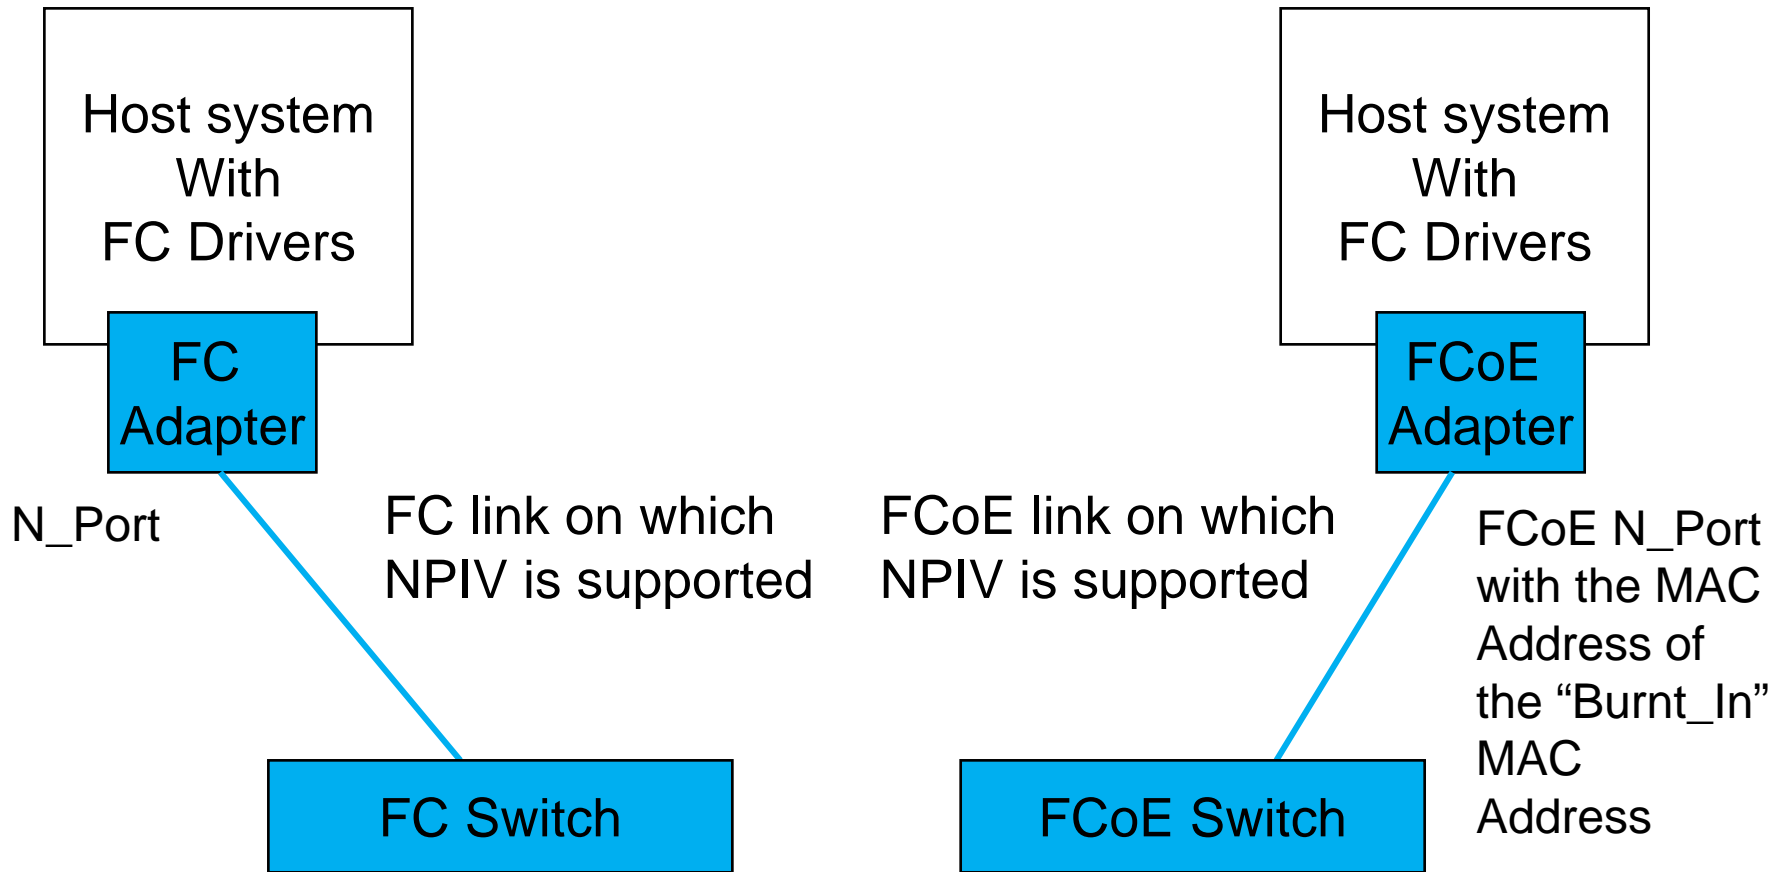 Host system
With
FC Drivers
FC
Adapter
N_Port
FC link on which
NPIV is supported
FC Switch
Host system
With
FC Drivers
FCoE
Adapter
FCoE link on which
NPIV is supported
FCoE N_Port
with the MAC
Address of
the “Burnt_In”
MAC
Address
FCoE Switch